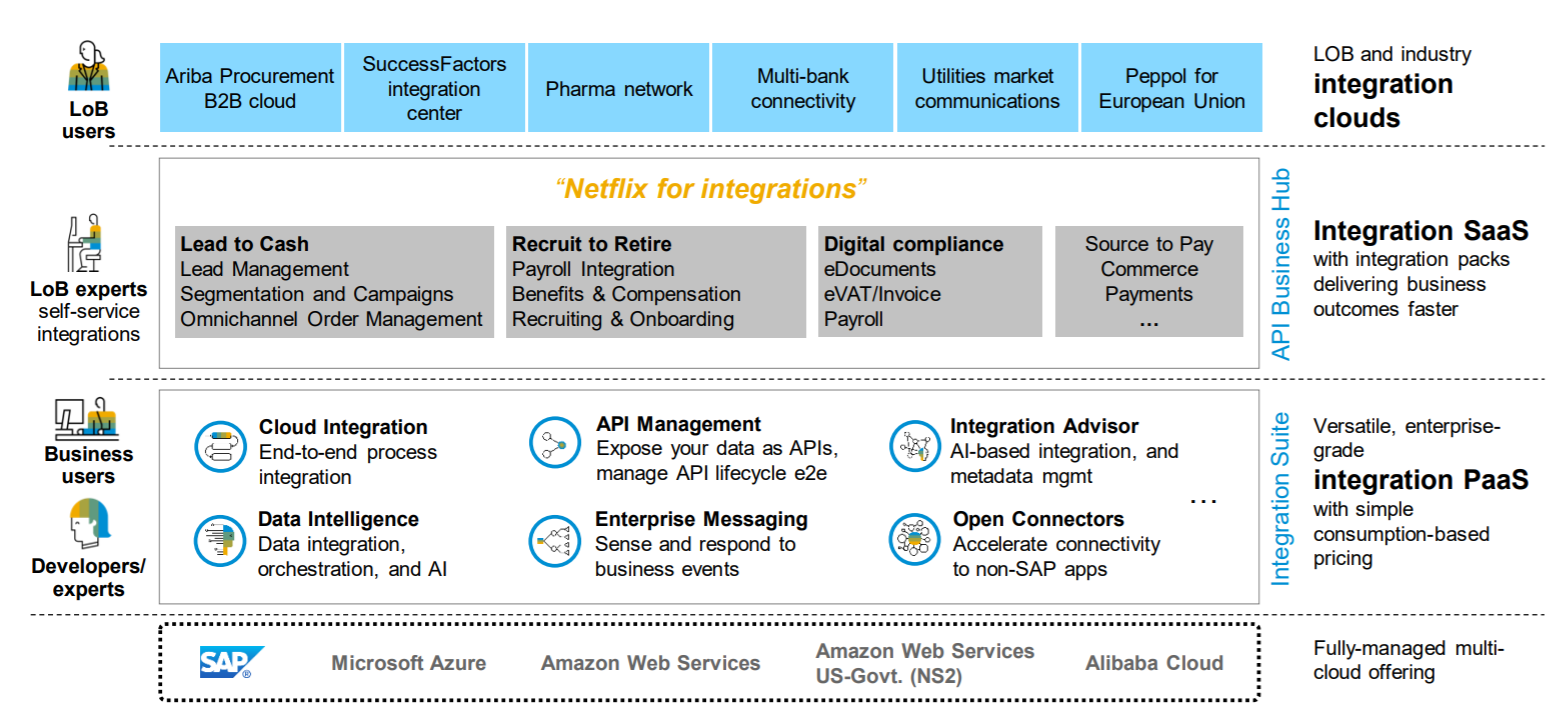 LoB
users
Ariba Procurement
B2B cloud
SuccessFactors
integration
center
Pharma network
Multi-bank
connectivity
Utilities market
communications
Peppol for
European Union
LOB and industry
integration
clouds
LoB experts
self-service
integrations
“Netflix for integrations”
Lead to Cash
Lead Management
Segmentation and Campaigns
Omnichannel Order Management
Recruit to Retire
Payroll Integration
Benefits & Compensation
Recruiting & Onboarding
Digital compliance
eDocuments
eVAT/Invoice
Payroll
Source to Pay
Commerce
Payments
...
API Business Hub
Integration SaaS
with integration packs
delivering business
outcomes faster
Business
users
Developers/
experts
Cloud Integration
End-to-end process
integration
API Management
Expose your data as APIs,
manage API lifecycle e2e
Integration Advisor
AI-based integration, and
metadata mgmt
Data Intelligence
Data integration,
orchestration, and AI
Enterprise Messaging
Sense and respond to
business events
Open Connectors
Accelerate connectivity
to non-SAP apps
...
Integration Suite
Versatile, enterprise-
grade
integration PaaS
with simple
consumption-based
pricing
SAP®
Microsoft Azure
Amazon Web Services
Amazon Web Services
US-Govt. (NS2)
Alibaba Cloud
Fully-managed multi-
cloud offering